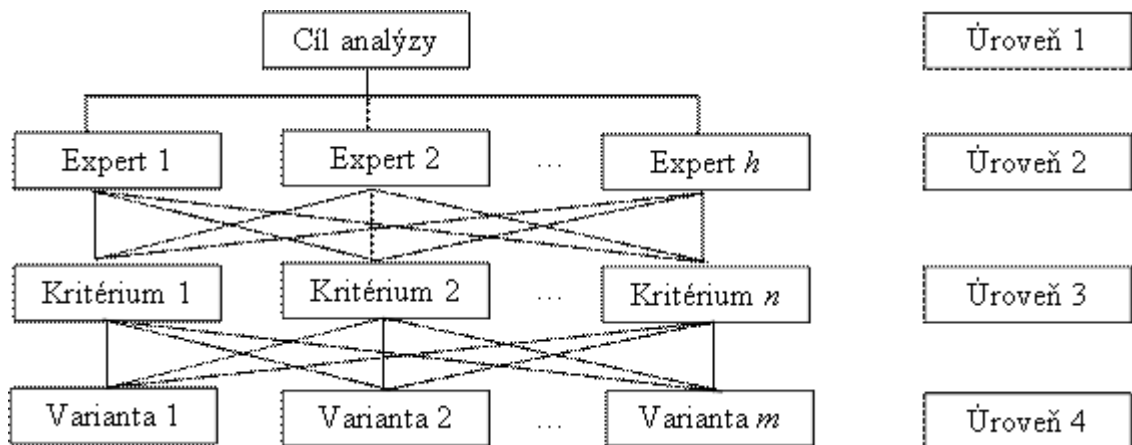 Cíl analýzy Úroveň 1
Expert 1 Expert 2 ... Expert h Úroveň 2
Kritérium 1 Kritérium 2 ... Kritérium n Úroveň 3
Varianta 1 Varianta 2 ... Varianta m Úroveň 4